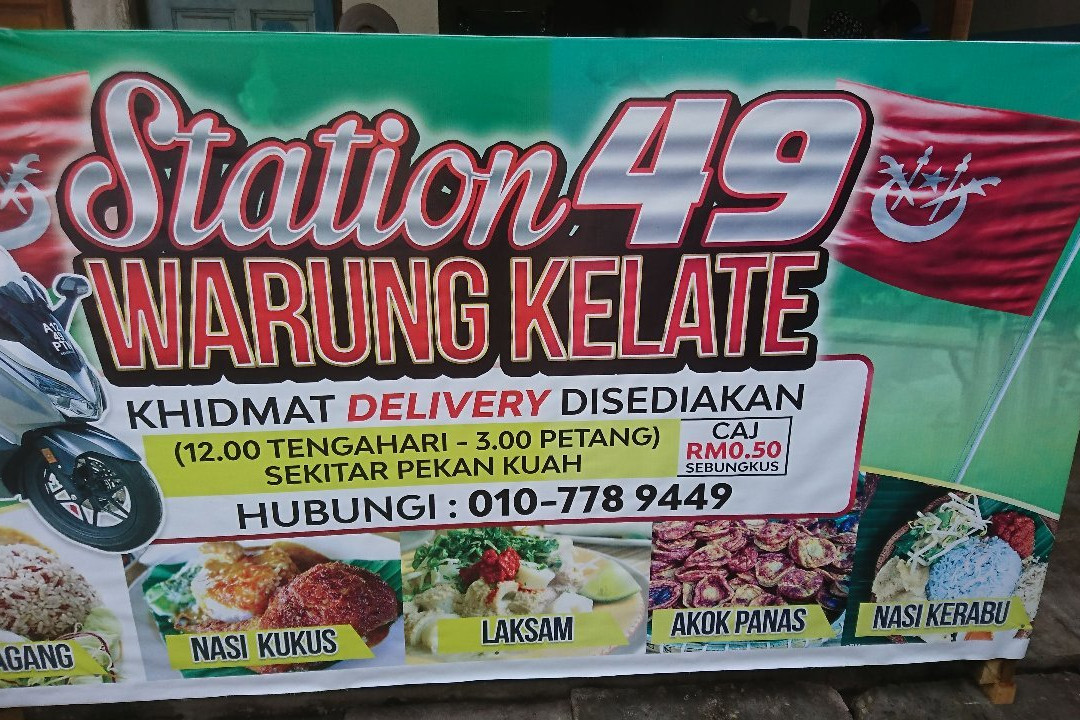 Station 49
WARUNG KELATE
KHIDMAT DELIVERY DISEDIAKAN
(12.00 TENGAHARI - 3.00 PETANG)
SEKITAR PEKAN KUAH
CAJ
RM0.50
SEBUNGKUS
HUBUNGI : 010-778 9449
AGANG
NASI KUKUS
LAKSAM
AKOK PANAS
NASI KERABU